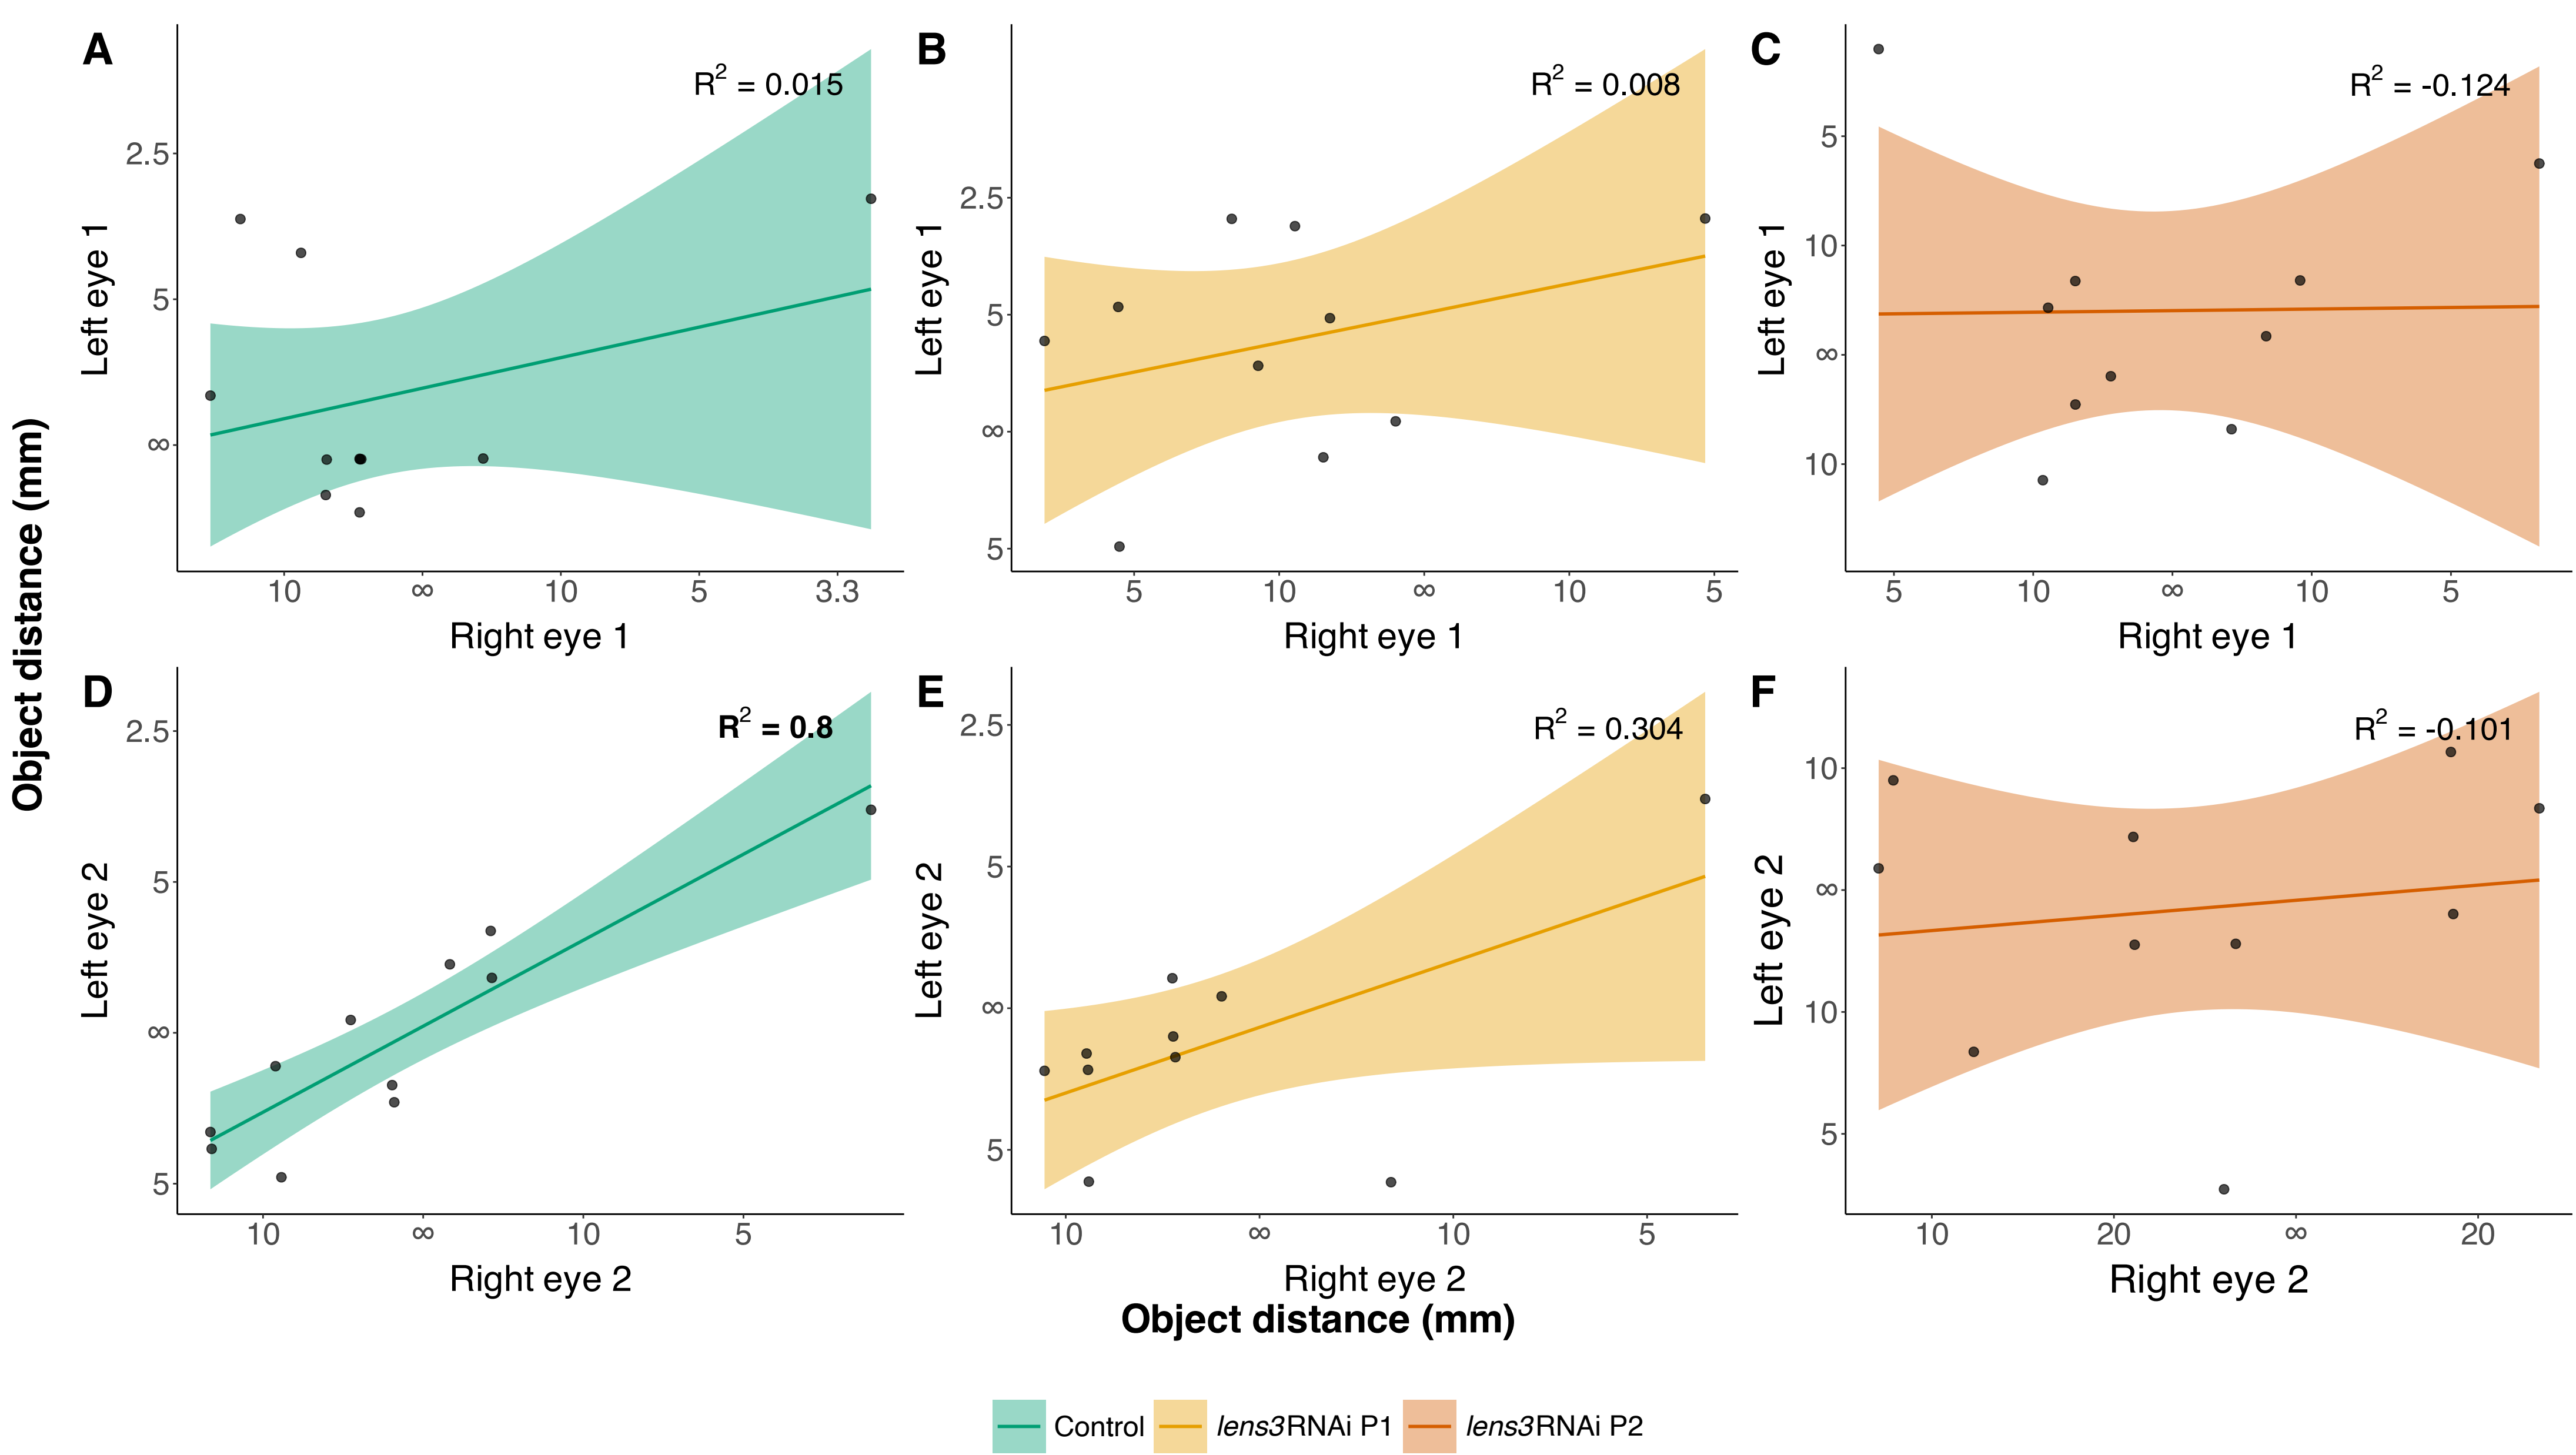 A
R² = 0.015
2.5
5
∞
Left eye 1
10 ∞ 10 5 3.3
Right eye 1
B
R² = 0.008
2.5
5
∞
5
Left eye 1
5 10 ∞ 10 5
Right eye 1
C
R² = -0.124
5
10
∞
10
Left eye 1
5 10 ∞ 10 5
Right eye 1
Object distance (mm)
D
R² = 0.8
2.5
5
∞
5
Left eye 2
10 ∞ 10 5
Right eye 2
E
R² = 0.304
2.5
5
∞
5
Left eye 2
10 ∞ 10 5
Right eye 2
F
R² = -0.101
10
∞
10
5
Left eye 2
10 20 ∞ 20
Right eye 2
Object distance (mm)
Control lens3RNAi P1 lens3RNAi P2